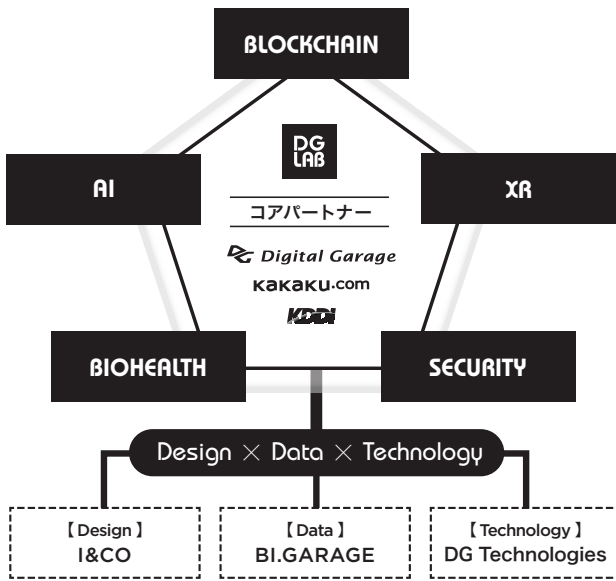 BLOCKCHAIN
DG
LAB
AI
XR
コアパートナー
DG Digital Garage
kakaku.com
KDDI
BIOHEALTH
SECURITY
Design × Data × Technology
【Design】
I&CO
【Data】
BI.GARAGE
【Technology】
DG Technologies